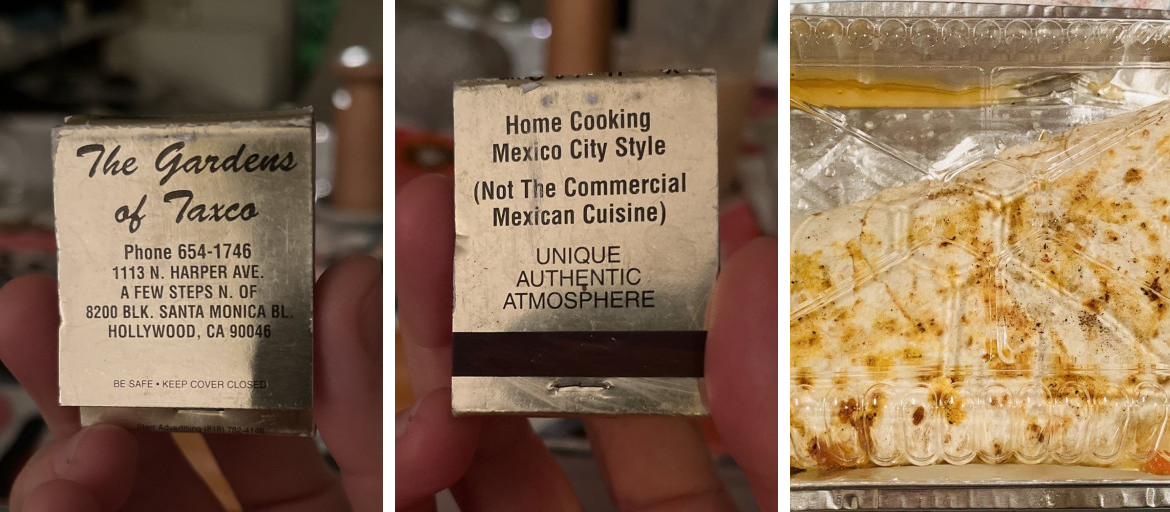 The Gardens
of Taxco
Phone 654-1746
1113 N. HARPER AVE.
A FEW STEPS N. OF
8200 BLK. SANTA MONICA BL.
HOLLYWOOD, CA 90046
BE SAFE • KEEP COVER CLOSED
Advertising (818)
Home Cooking
Mexico City Style
(Not The Commercial
Mexican Cuisine)
UNIQUE
AUTHENTIC
ATMOSPHERE